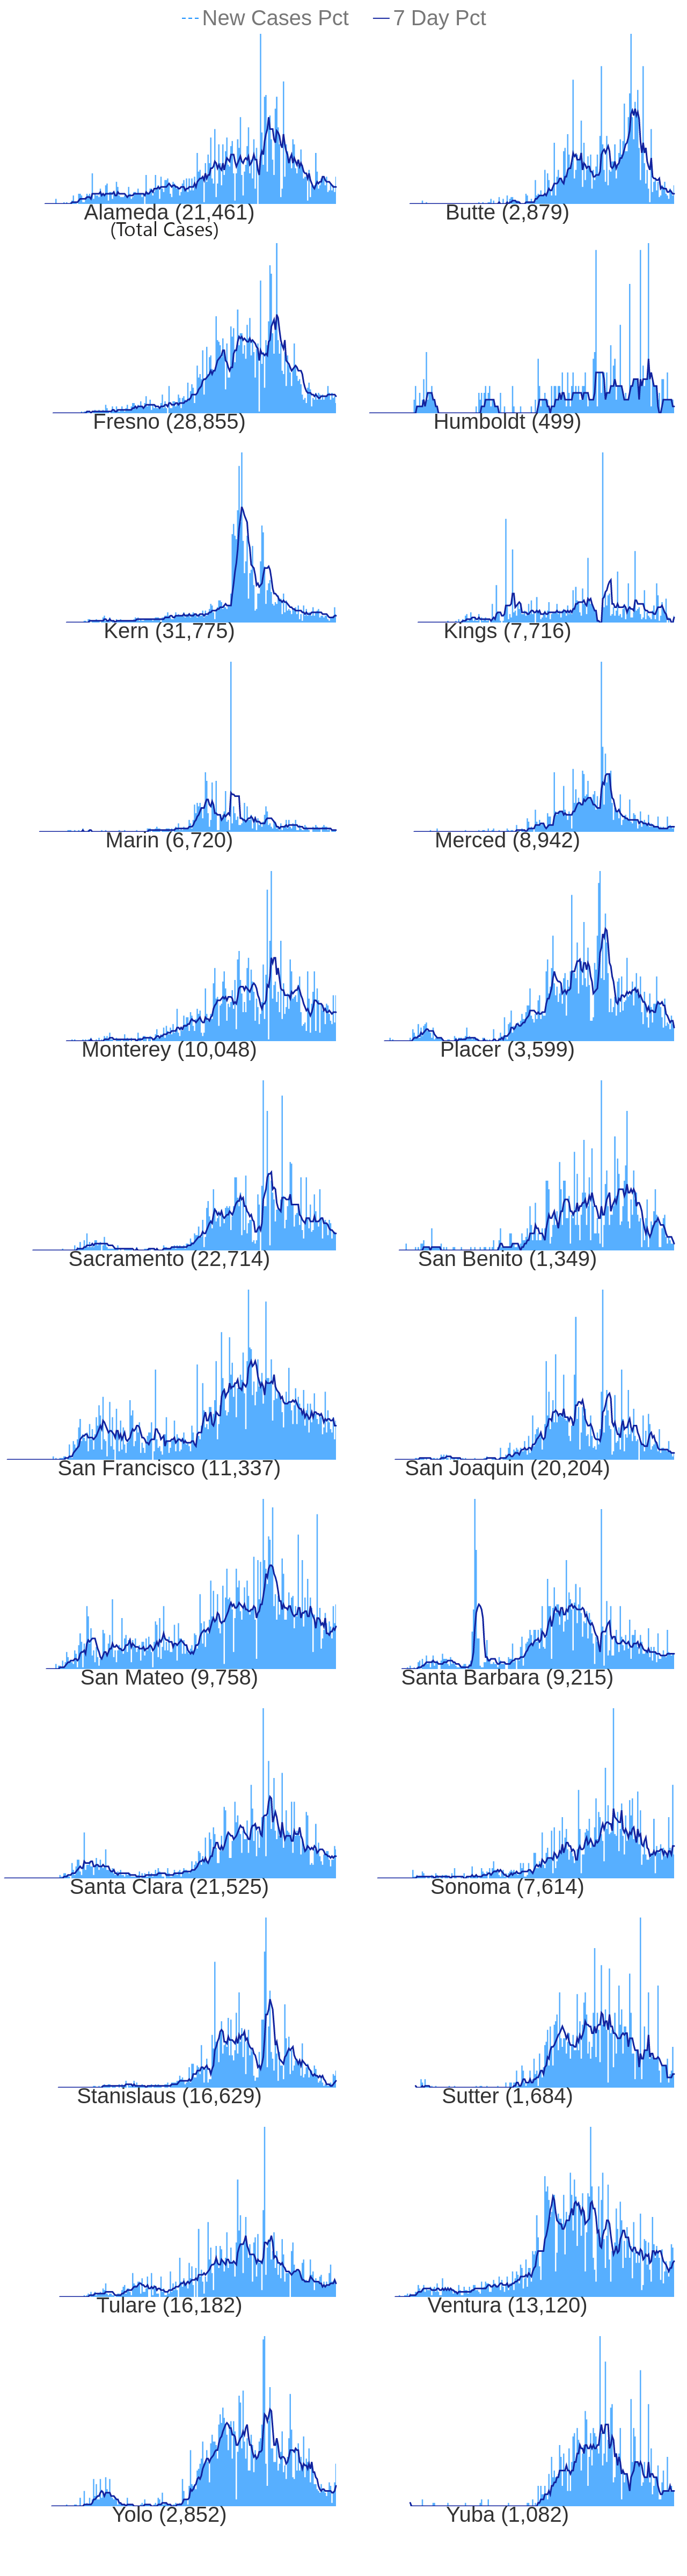 New Cases Pct 7 Day Pct
Alameda (21,461) Butte (2,879)
(Total Cases)
Fresno (28,855) Humboldt (499)
Kern (31,775) Kings (7,716)
Marin (6,720) Merced (8,942)
Monterey (10,048) Placer (3,599)
Sacramento (22,714) San Benito (1,349)
San Francisco (11,337) San Joaquin (20,204)
San Mateo (9,758) Santa Barbara (9,215)
Santa Clara (21,525) Sonoma (7,614)
Stanislaus (16,629) Sutter (1,684)
Tulare (16,182) Ventura (13,120)
Yolo (2,852) Yuba (1,082)